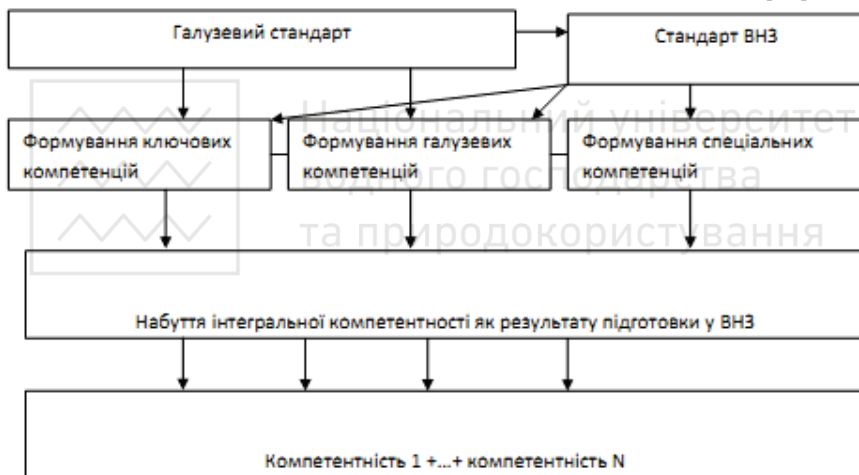 Галузевий стандарт
Стандарт ВНЗ
Національний університет
Формування ключових
компетенцій
Формування галузевих
компетенцій
Формування спеціальних
компетенцій
водного господарства
та природокористування
Набуття інтегральної компетентності як результату підготовки у ВНЗ
Компетентність 1 +...+ компетентність N